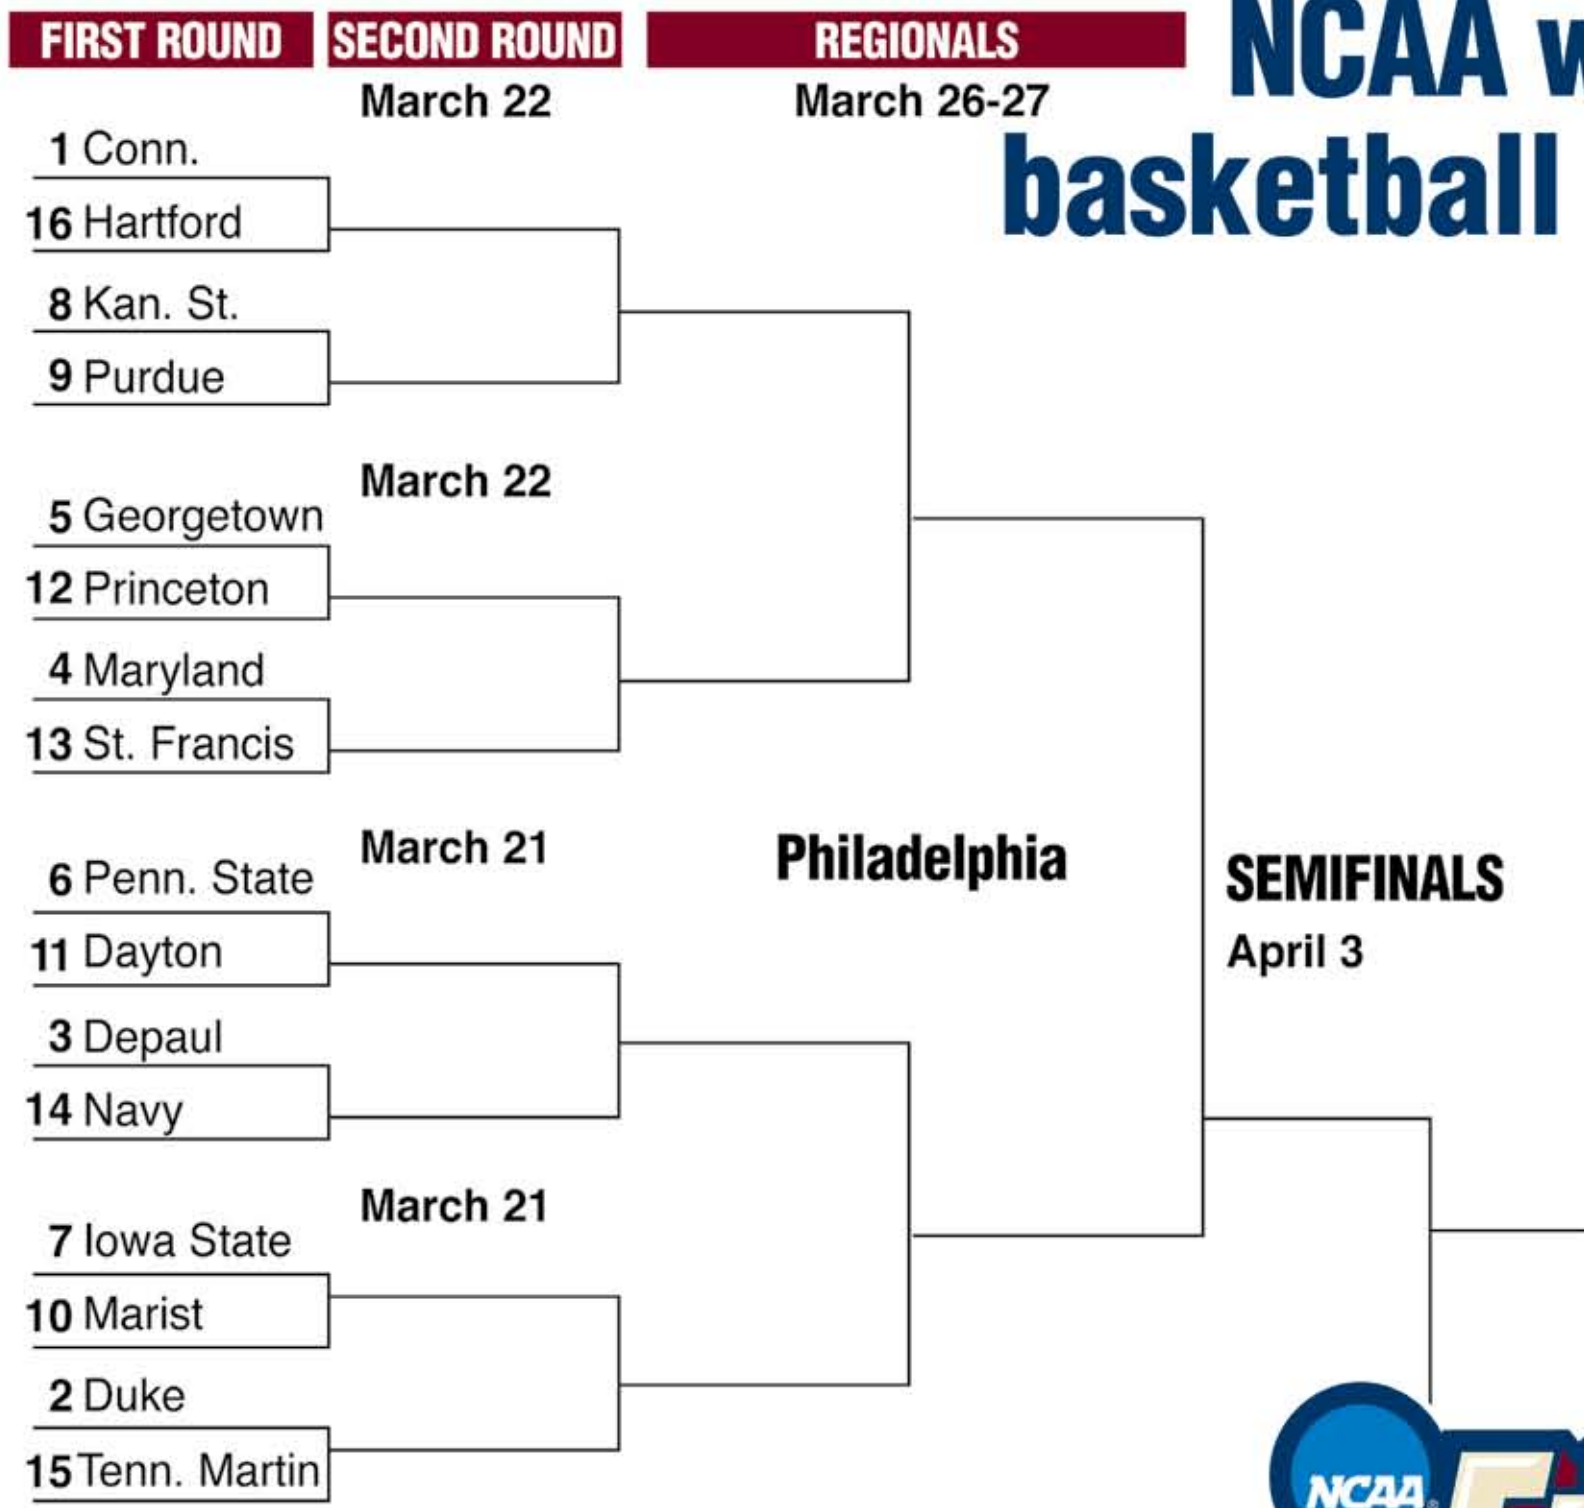 FIRST ROUND
SECOND ROUND
REGIONALS
NCAA
basketball
March 22
March 26-27
1 Conn.
16 Hartford
8 Kan. St.
9 Purdue
March 22
5 Georgetown
12 Princeton
4 Maryland
13 St. Francis
March 21
Philadelphia
SEMIFINALS
April 3
6 Penn. State
11 Dayton
3 Depaul
14 Navy
March 21
7 Iowa State
10 Marist
2 Duke
15 Tenn. Martin
NCAA